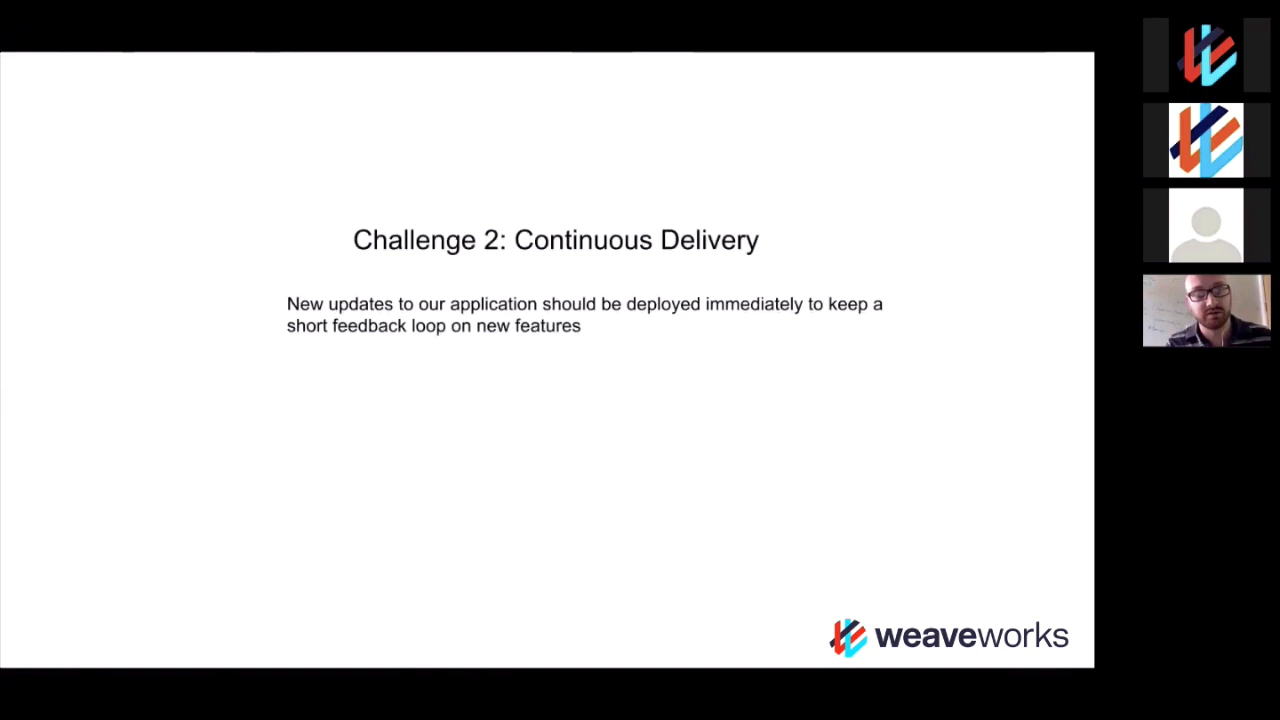 Challenge 2: Continuous Delivery
New updates to our application should be deployed immediately to keep a
short feedback loop on new features
weaveworks